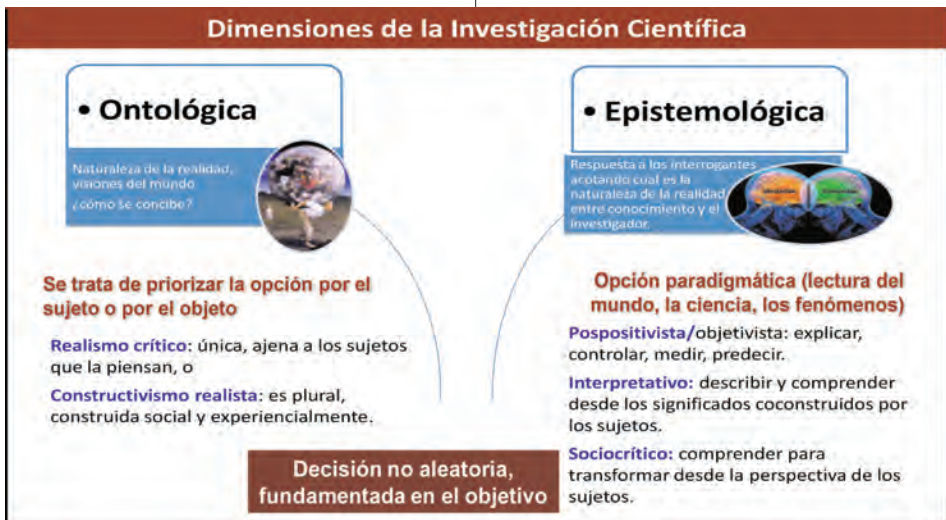 Dimensiones de la Investigación Científica
• Ontológica
Naturaleza de la realidad,
visiones del mundo
¿cómo se concibe?
Se trata de priorizar la opción por el
sujeto o por el objeto
Realismo crítico: única, ajena a los sujetos
que la piensan, o
Constructivismo realista: es plural,
construida social y experiencialmente.
• Epistemológica
Respuesta a los interrogantes
acotando cual es la
naturaleza de la realidad
entre conocimiento y el
investigador.
Opción paradigmática (lectura del
mundo, la ciencia, los fenómenos)
Pospositivista/objetivista: explicar,
controlar, medir, predecir.
Interpretativo: describir y comprender
desde los significados coconstruidos por
los sujetos.
Sociocrítico: comprender para
transformar desde la perspectiva de los
sujetos.
Decisión no aleatoria,
fundamentada en el objetivo